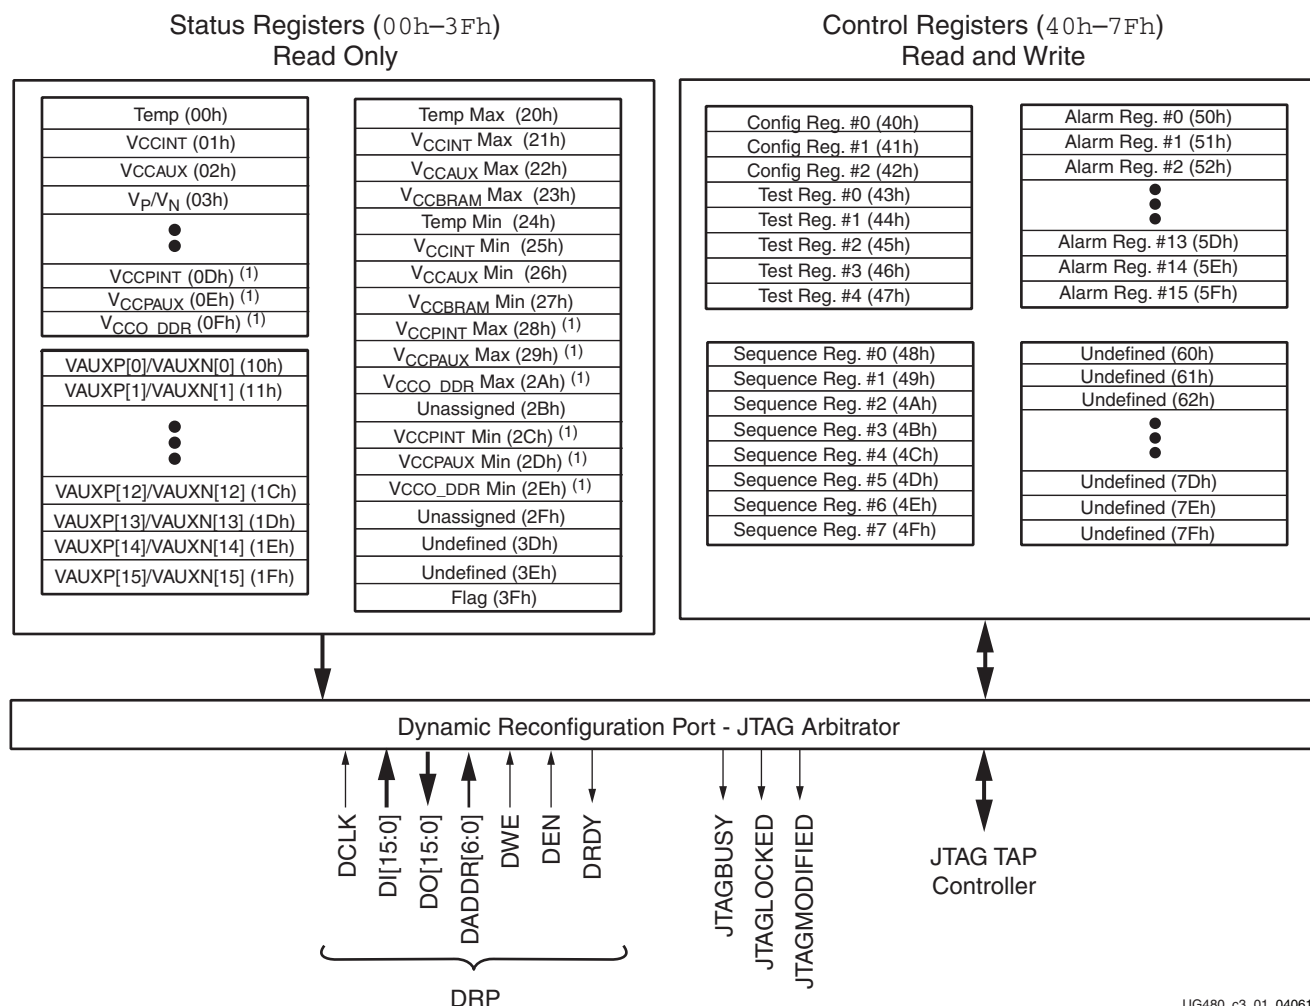 Status Registers (00h–3Fh)
Read Only
Temp (00h)
VCCINT (01h)
VCCAUX (02h)
VP/VN (03h)
VCCPINT (0Dh) (1)
VCCPAUX (0Eh) (1)
VCCO_DDR (0Fh) (1)
VAUXP[0]/VAUXN[0] (10h)
VAUXP[1]/VAUXN[1] (11h)
VAUXP[12]/VAUXN[12] (1Ch)
VAUXP[13]/VAUXN[13] (1Dh)
VAUXP[14]/VAUXN[14] (1Eh)
VAUXP[15]/VAUXN[15] (1Fh)
Temp Max (20h)
VCCINT Max (21h)
VCCAUX Max (22h)
VCCBRAM Max (23h)
Temp Min (24h)
VCCINT Min (25h)
VCCAUX Min (26h)
VCCBRAM Min (27h)
VCCPINT Max (28h) (1)
VCCPAUX Max (29h) (1)
VCCO_DDR Max (2Ah) (1)
Unassigned (2Bh)
VCCPINT Min (2Ch) (1)
VCCPAUX Min (2Dh) (1)
VCCO_DDR Min (2Eh) (1)
Unassigned (2Fh)
Undefined (3Dh)
Undefined (3Eh)
Flag (3Fh)
Control Registers (40h–7Fh)
Read and Write
Config Reg. #0 (40h)
Config Reg. #1 (41h)
Config Reg. #2 (42h)
Test Reg. #0 (43h)
Test Reg. #1 (44h)
Test Reg. #2 (45h)
Test Reg. #3 (46h)
Test Reg. #4 (47h)
Sequence Reg. #0 (48h)
Sequence Reg. #1 (49h)
Sequence Reg. #2 (4Ah)
Sequence Reg. #3 (4Bh)
Sequence Reg. #4 (4Ch)
Sequence Reg. #5 (4Dh)
Sequence Reg. #6 (4Eh)
Sequence Reg. #7 (4Fh)
Alarm Reg. #0 (50h)
Alarm Reg. #1 (51h)
Alarm Reg. #2 (52h)
Alarm Reg. #13 (5Dh)
Alarm Reg. #14 (5Eh)
Alarm Reg. #15 (5Fh)
Undefined (60h)
Undefined (61h)
Undefined (62h)
Undefined (7Dh)
Undefined (7Eh)
Undefined (7Fh)
Dynamic Reconfiguration Port - JTAG Arbitrator
DCLK
DI[15:0]
DO[15:0]
DADDR[6:0]
DWE
DEN
DRDY
JTAGBUSY
JTAGLOCKED
JTAGMODIFIED
JTAG TAP
Controller
DRP
UG480_c3_01_04061